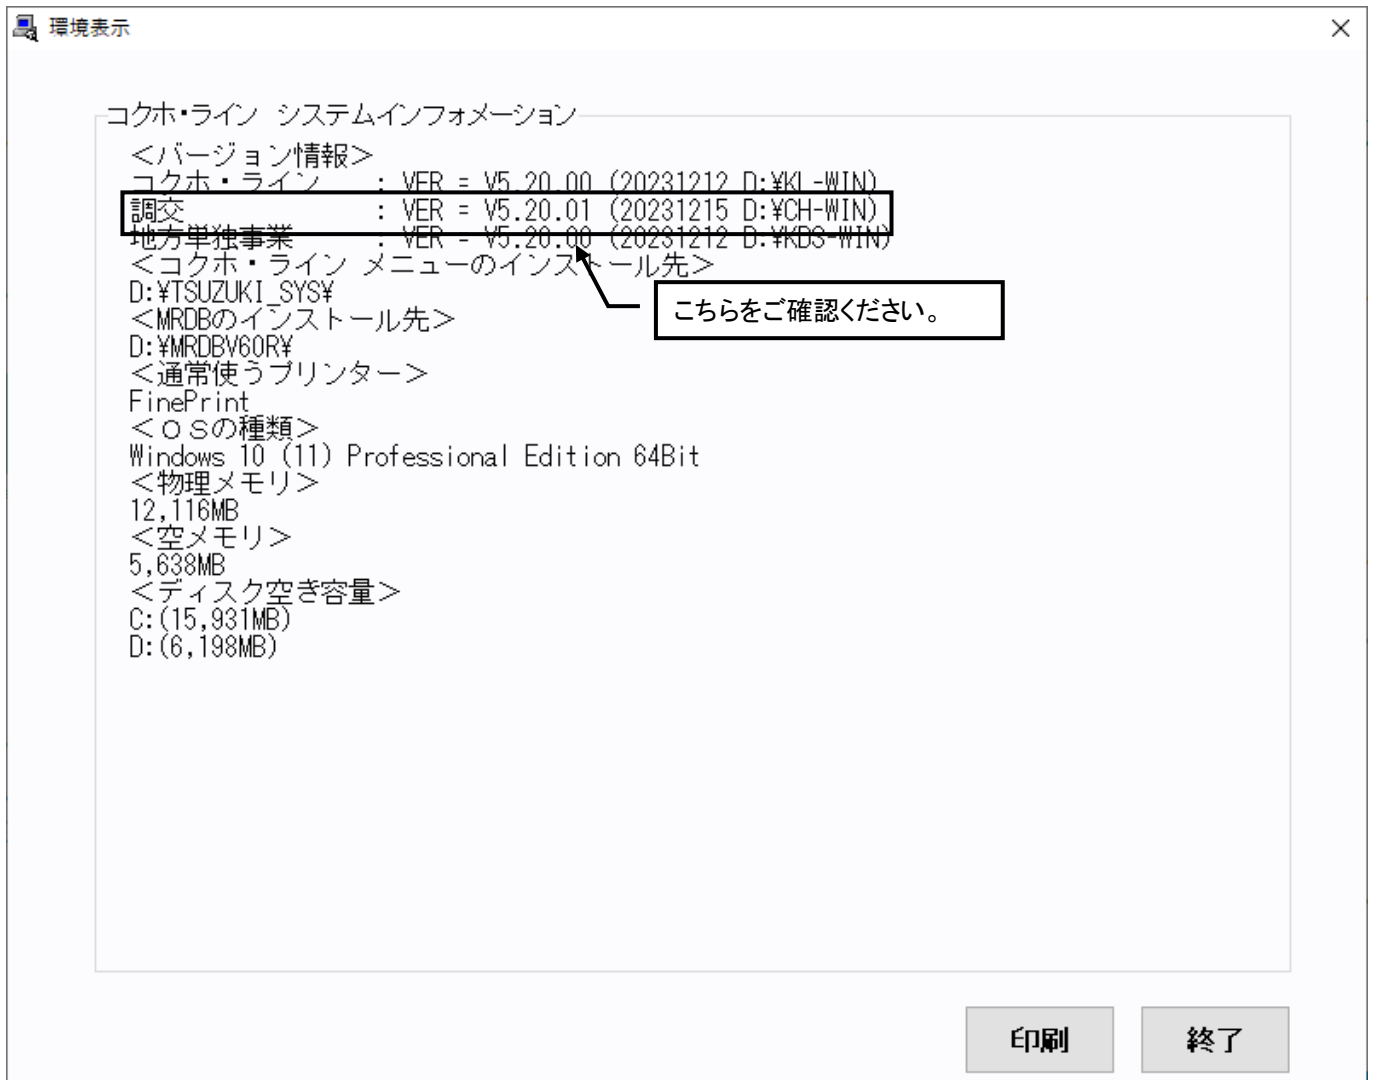 環境表示
コクホ・ライン システムインフォメーション
＜バージョン情報＞
コクホ・ライン : VER = V5.20.00 (20231212 D:¥KL-WIN)
調交 : VER = V5.20.01 (20231215 D:¥CH-WIN)
地方単独事業 : VER = V5.20.00 (20231212 D:¥KDS-WIN)
＜コクホ・ライン メニューのインストール先＞
D:¥TSUZUKI_SYS¥
こちらをご確認ください。
＜MRDBのインストール先＞
D:¥MRDBV60R¥
＜通常使うプリンター＞
FinePrint
＜ＯＳの種類＞
Windows 10 (11) Professional Edition 64Bit
＜物理メモリ＞
12,116MB
＜空メモリ＞
5,638MB
＜ディスク空き容量＞
C:(15,931MB)
D:(6,198MB)
印刷
終了